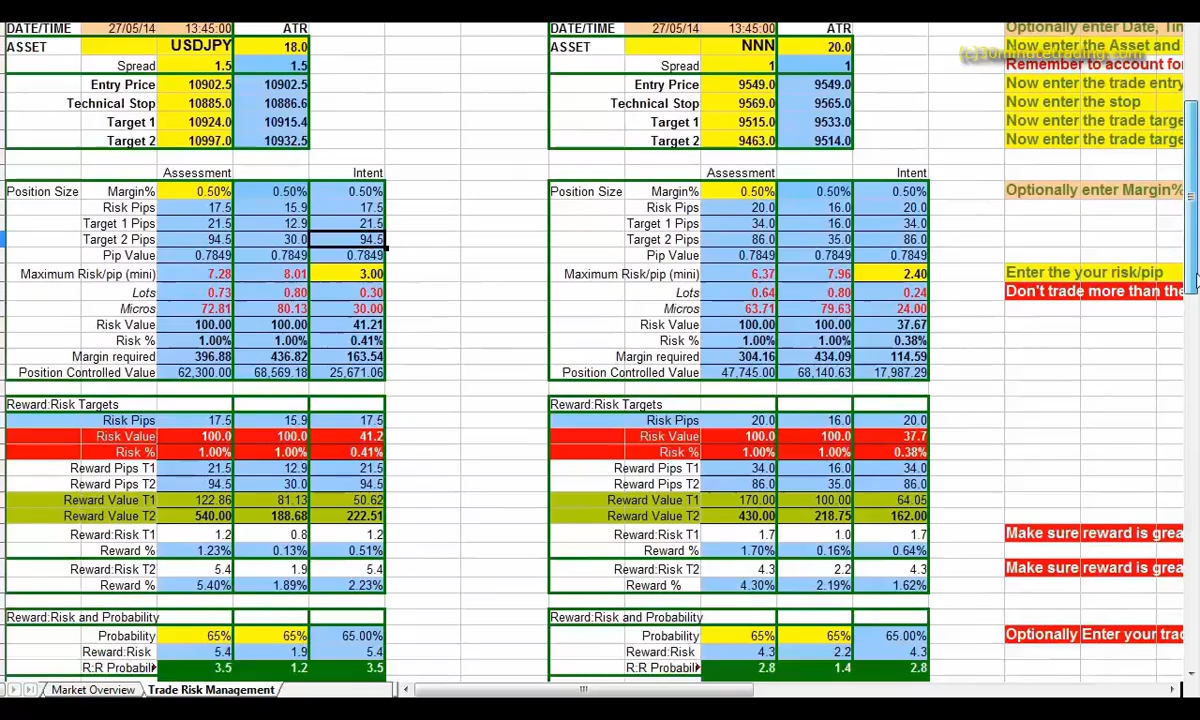 DATE/TIME 27/05/14 13:45:00 ATR DATE/TIME 27/05/14 13:45:00 ATR Optionally enter Date, Tim
ASSET USDJPY 18.0 ASSET NNN 20.0 Now enter the Asset and
(c)30minutetrading.com
Spread 1.5 1.5 Spread 1 1 Remember to account for
Entry Price 10902.5 10902.5 Entry Price 9549.0 9549.0 Now enter the trade entry
Technical Stop 10885.0 10886.6 Technical Stop 9569.0 9565.0 Now enter the stop
Target 1 10924.0 10915.4 Target 1 9515.0 9533.0 Now enter the trade targe
Target 2 10997.0 10932.5 Target 2 9463.0 9514.0 Now enter the trade targe
Assessment Intent Assessment Intent
Position Size Margin% 0.50% 0.50% 0.50% Position Size Margin% 0.50% 0.50% 0.50% Optionally enter Margin%
Risk Pips 17.5 15.9 17.5 Risk Pips 20.0 16.0 20.0
Target 1 Pips 21.5 12.9 21.5 Target 1 Pips 34.0 16.0 34.0
Target 2 Pips 94.5 30.0 94.5 Target 2 Pips 86.0 35.0 86.0
Pip Value 0.7849 0.7849 0.7849 Pip Value 0.7849 0.7849 0.7849
Maximum Risk/pip (mini) 7.28 8.01 3.00 Maximum Risk/pip (mini) 6.37 7.96 2.40 Enter the your risk/pip
Lots 0.73 0.80 0.30 Lots 0.64 0.80 0.24 Don't trade more than the
Micros 72.81 80.13 30.00 Micros 63.71 79.63 24.00
Risk Value 100.00 100.00 41.21 Risk Value 100.00 100.00 37.67
Risk % 1.00% 1.00% 0.41% Risk % 1.00% 1.00% 0.38%
Margin required 396.88 436.82 163.54 Margin required 304.16 434.09 114.59
Position Controlled Value 62,300.00 68,569.18 25,671.06 Position Controlled Value 47,745.00 68,140.63 17,987.29
Reward:Risk Targets Reward:Risk Targets
Risk Pips 17.5 15.9 17.5 Risk Pips 20.0 16.0 20.0
Risk Value 100.0 100.0 41.2 Risk Value 100.0 100.0 37.7
Risk % 1.00% 1.00% 0.41% Risk % 1.00% 1.00% 0.38%
Reward Pips T1 21.5 12.9 21.5 Reward Pips T1 34.0 16.0 34.0
Reward Pips T2 94.5 30.0 94.5 Reward Pips T2 86.0 35.0 86.0
Reward Value T1 122.86 81.13 50.62 Reward Value T1 170.00 100.00 64.05
Reward Value T2 540.00 188.68 222.51 Reward Value T2 430.00 218.75 162.00
Reward:Risk T1 1.2 0.8 1.2 Reward:Risk T1 1.7 1.0 1.7 Make sure reward is grea
Reward % 1.23% 0.13% 0.51% Reward % 1.70% 0.16% 0.64%
Reward:Risk T2 5.4 1.9 5.4 Reward:Risk T2 4.3 2.2 4.3 Make sure reward is grea
Reward % 5.40% 1.89% 2.23% Reward % 4.30% 2.19% 1.62%
Reward:Risk and Probability Reward:Risk and Probability
Probability 65% 65% 65.00% Probability 65% 65% 65.00% Optionally Enter your trad
Reward:Risk 5.4 1.9 5.4 Reward:Risk 4.3 2.2 4.3
R:R Probabil 3.5 1.2 3.5 R:R Probabil 2.8 1.4 2.8
Market Overview Trade Risk Management